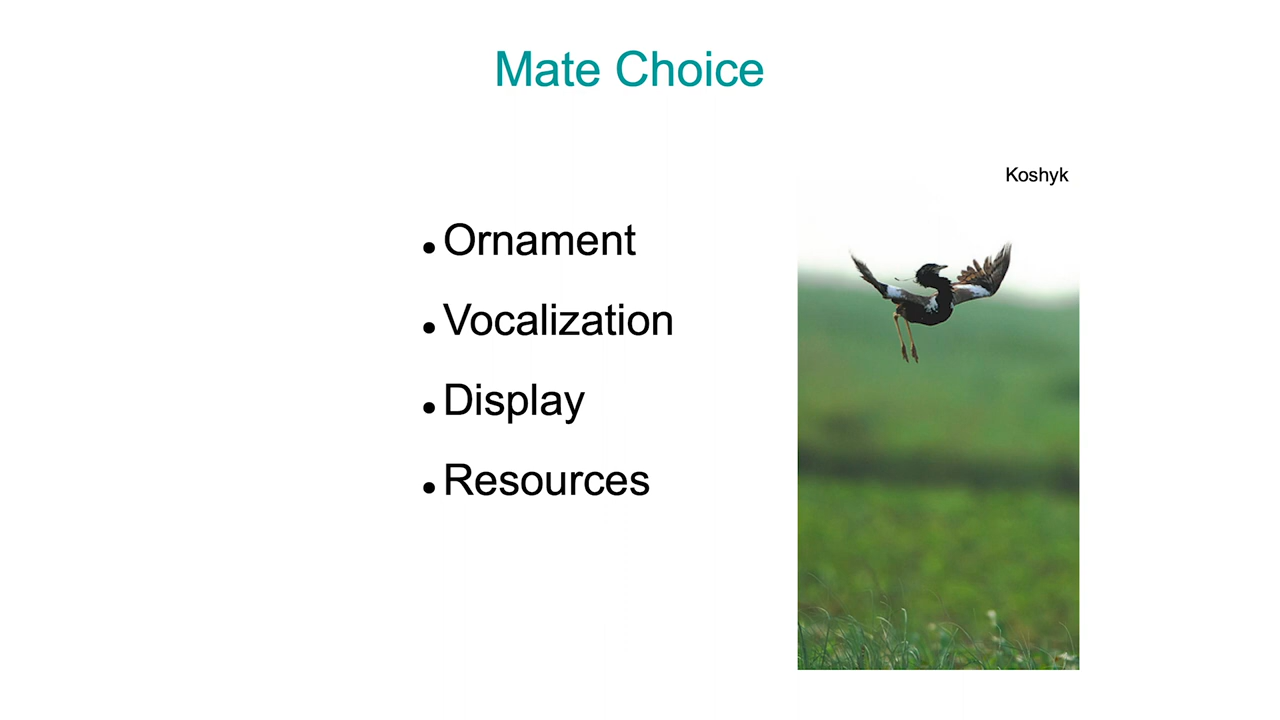 Mate Choice
Koshyk
• Ornament
• Vocalization
• Display
• Resources